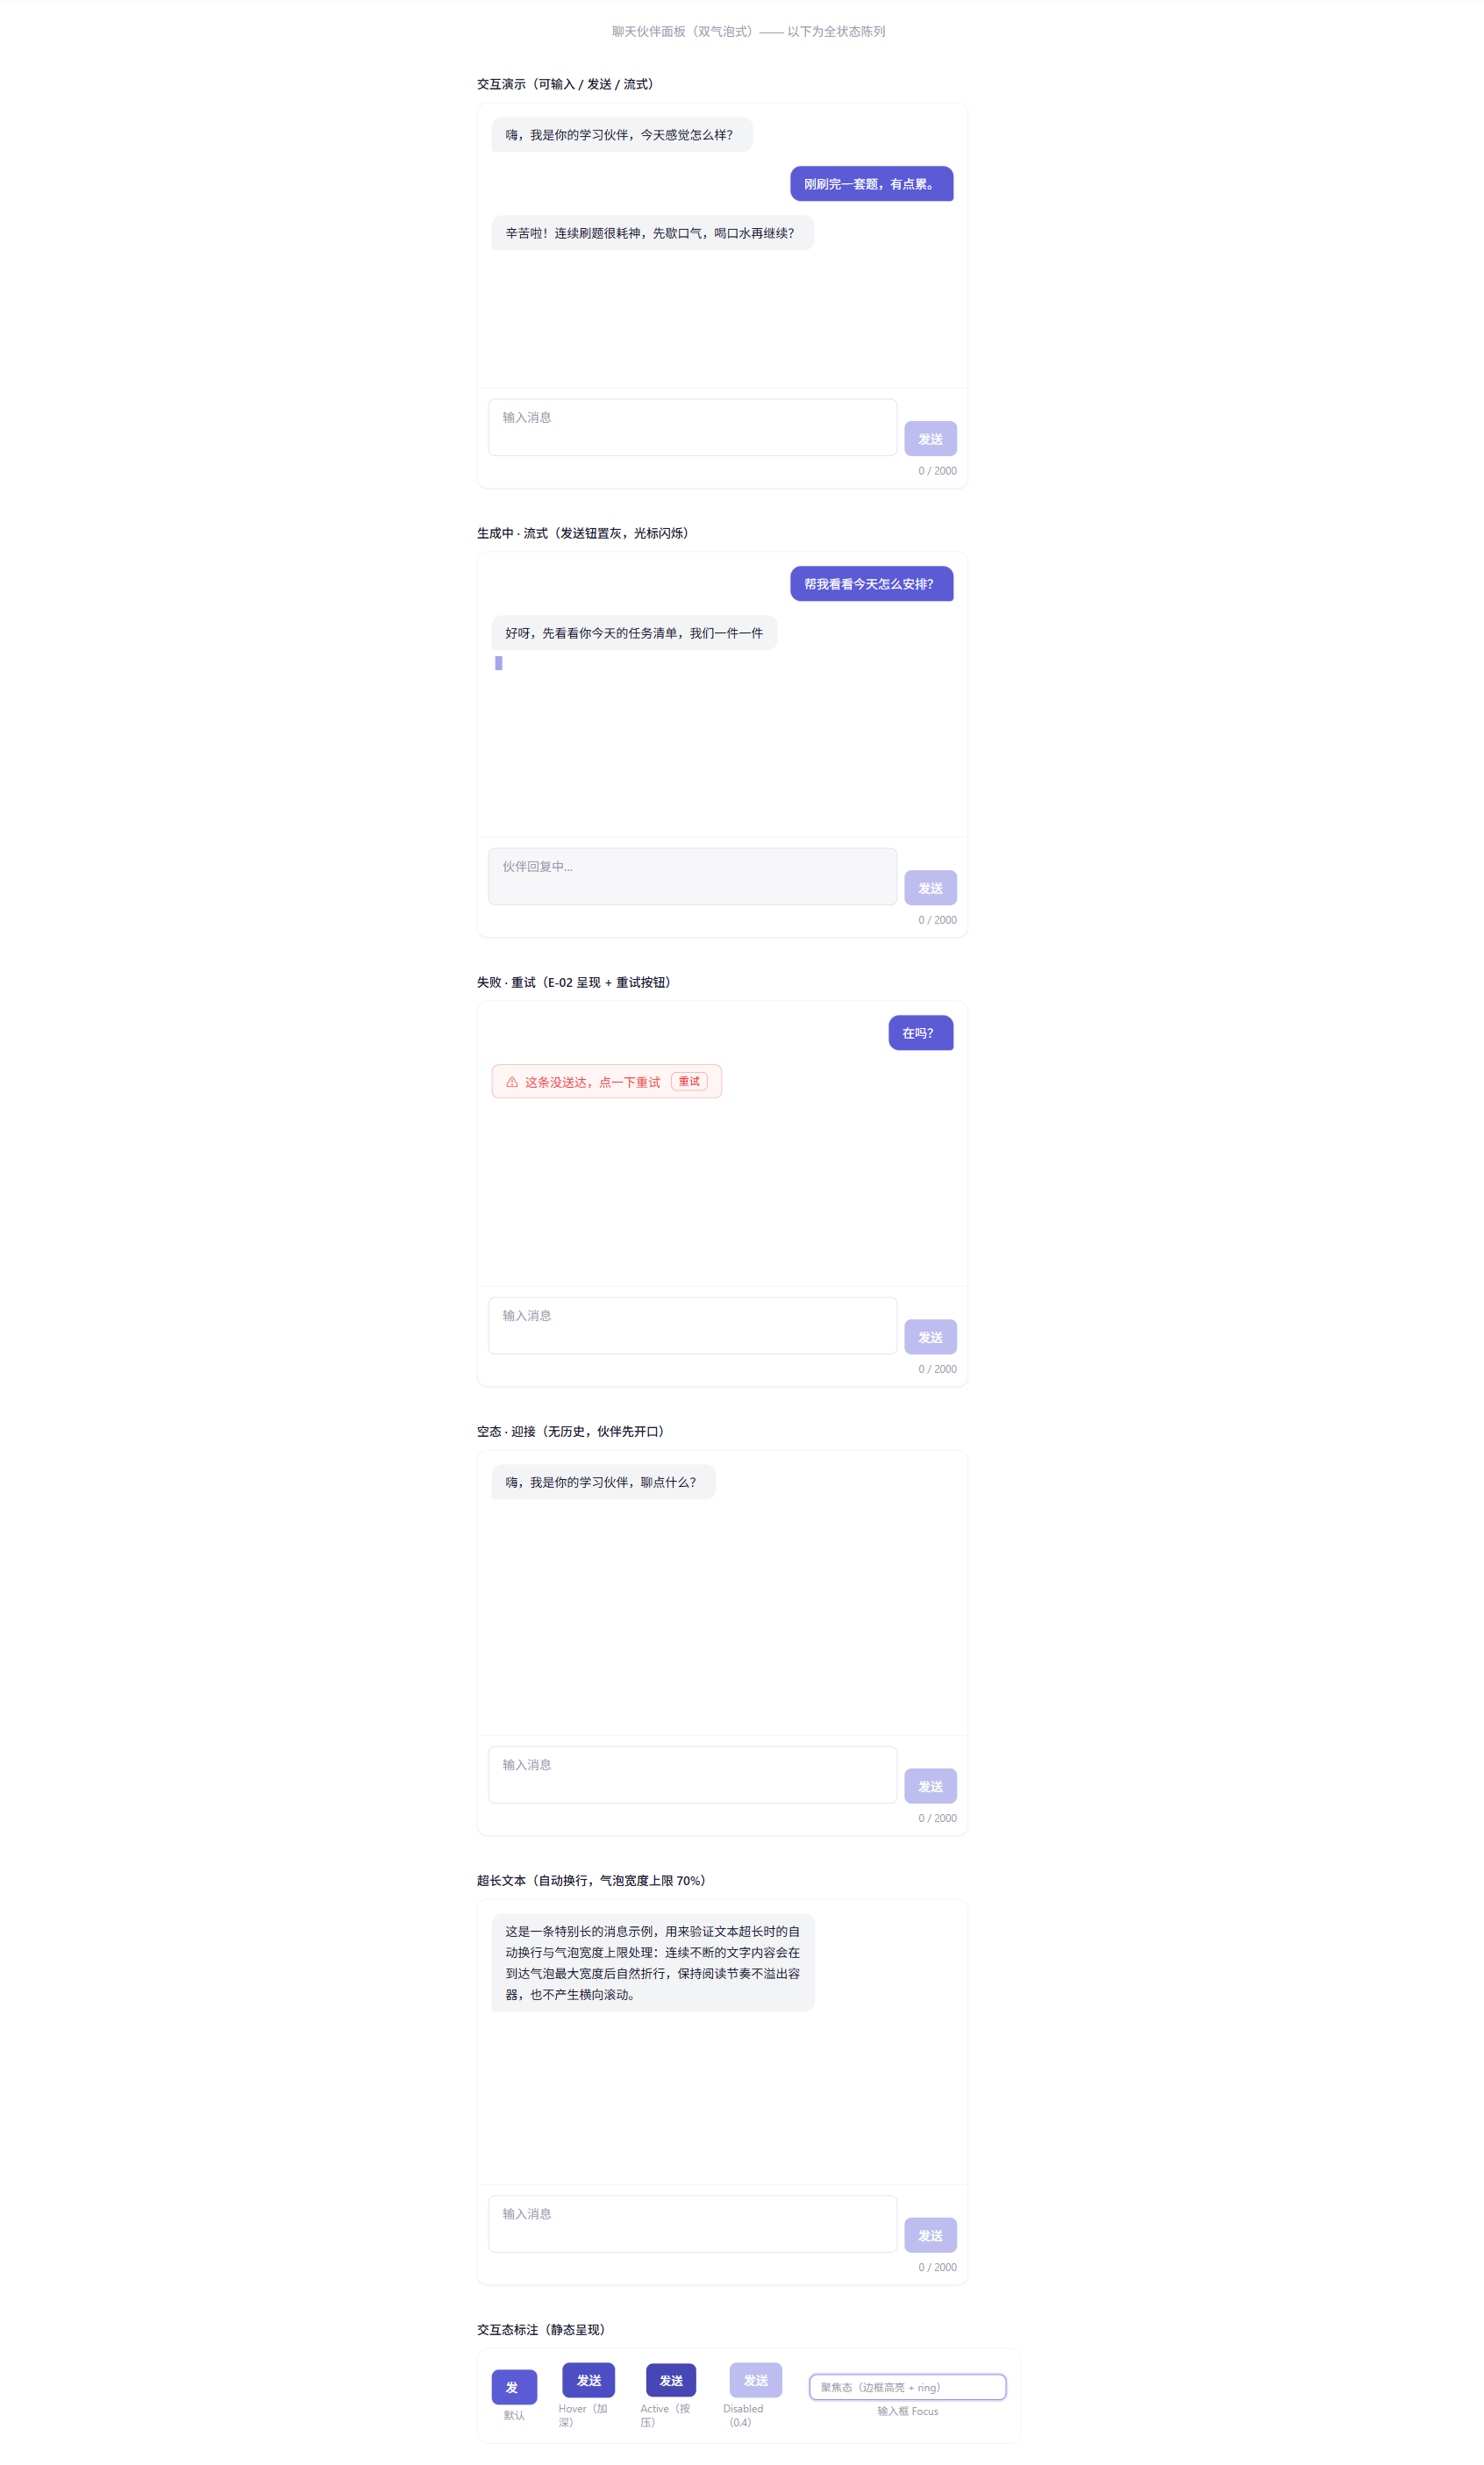 聊天伙伴面板（双气泡式）—— 以下为全状态陈列
交互演示（可输入 / 发送 / 流式）
嗨，我是你的学习伙伴，今天感觉怎么样？
刚刷完一套题，有点累。
辛苦啦！连续刷题很耗神，先歇口气，喝口水再继续？
输入消息
发送
0 / 2000
生成中 · 流式（发送钮置灰，光标闪烁）
帮我看看今天怎么安排？
好呀，先看看你今天的任务清单，我们一件一件
伙伴回复中...
发送
0 / 2000
失败 · 重试（E-02 呈现 + 重试按钮）
在吗？
这条没送达，点一下重试 重试
输入消息
发送
0 / 2000
空态 · 迎接（无历史，伙伴先开口）
嗨，我是你的学习伙伴，聊点什么？
输入消息
发送
0 / 2000
超长文本（自动换行，气泡宽度上限 70%）
这是一条特别长的消息示例，用来验证文本超长时的自
动换行与气泡宽度上限处理：连续不断的文字内容会在
到达气泡最大宽度后自然折行，保持阅读节奏不溢出容
器，也不产生横向滚动。
输入消息
发送
0 / 2000
交互态标注（静态呈现）
发
默认
发送
Hover（加
深）
发送
Active（按
压）
发送
Disabled
（0.4）
聚焦态（边框高亮 + ring）
输入框 Focus